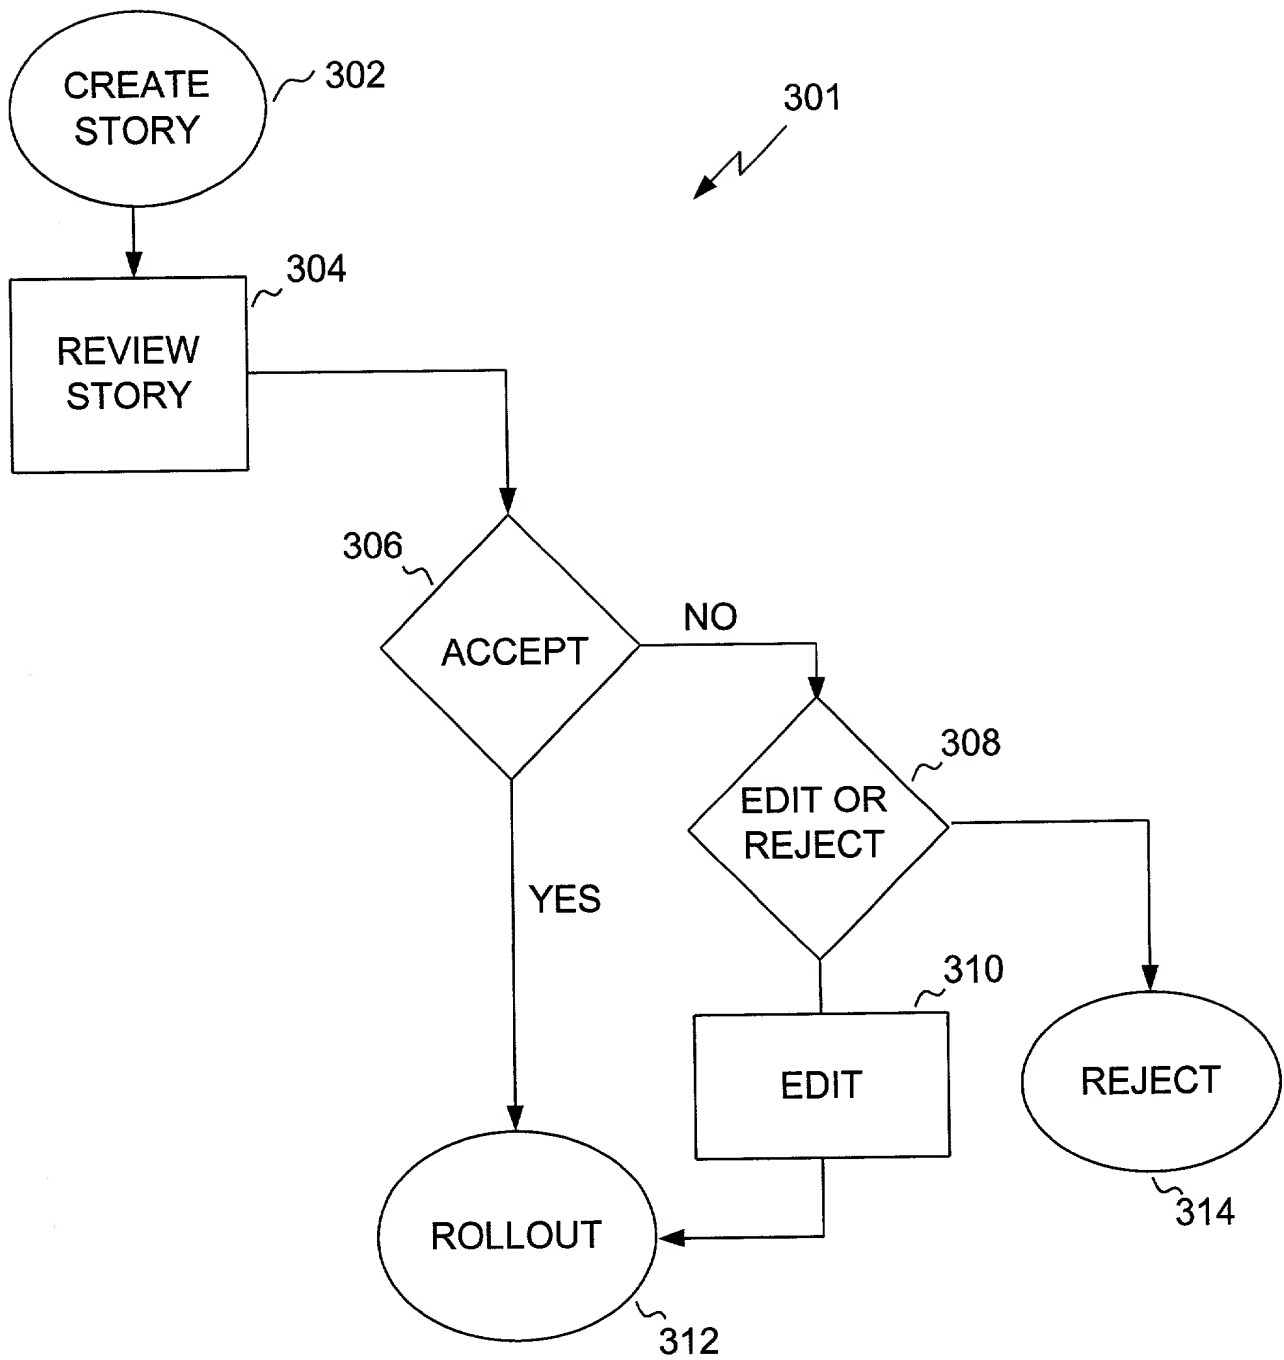 CREATE
STORY
302
301
304
REVIEW
STORY
306
ACCEPT
NO
308
EDIT OR
REJECT
YES
310
EDIT
REJECT
314
ROLLOUT
312